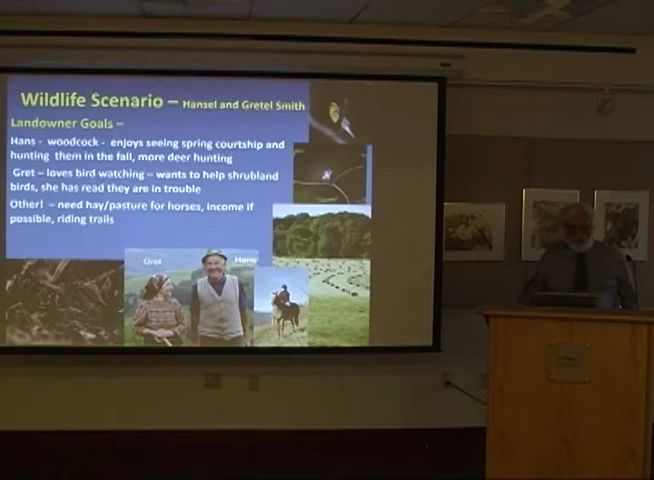 Wildlife Scenario – Hansel and Gretel Smith
Landowner Goals –
Hans - woodcock - enjoys seeing spring courtship and
hunting them in the fall, more deer hunting
Gret – loves bird watching – wants to help shrubland
birds, she has read they are in trouble
Other! – need hay/pasture for horses, income if
possible, riding trails
Gret
Hans